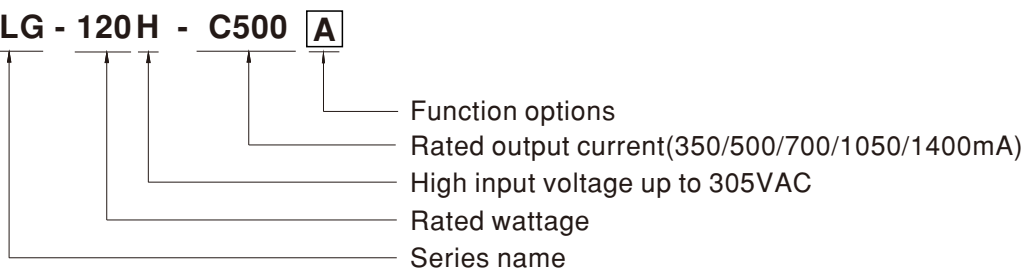 LG - 120H - C500 A
Function options
Rated output current(350/500/700/1050/1400mA)
High input voltage up to 305VAC
Rated wattage
Series name